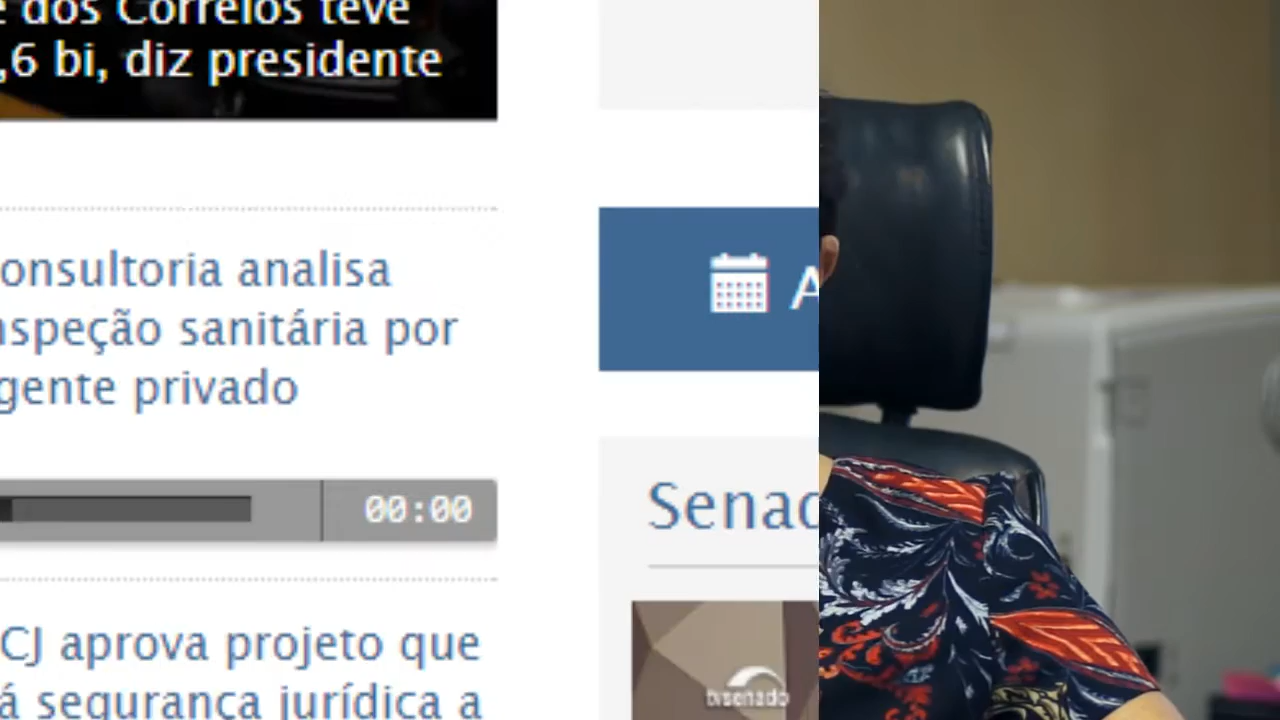 e dos Correios teve
,6 bi, diz presidente
onsultoria analisa
nspeção sanitária por
gente privado
00:00
CJ aprova projeto que
á segurança jurídica a
A
Senad
tvsenado